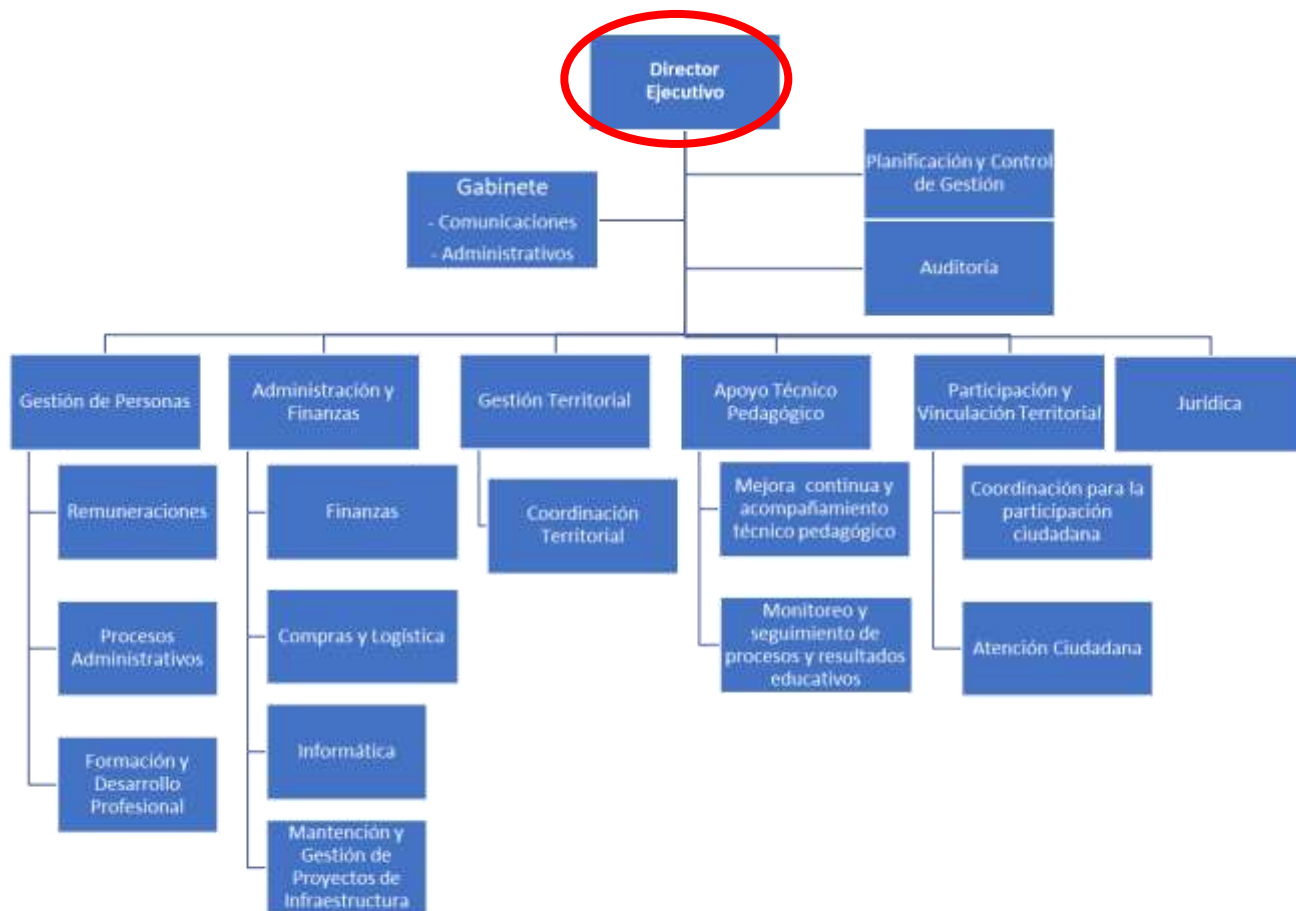 Director
Ejecutivo
Planificación y Control
de Gestión
Gabinete
- Comunicaciones
- Administrativos
Auditoría
Gestión de Personas
Administración y
Finanzas
Gestión Territorial
Apoyo Técnico
Pedagógico
Participación y
Vinculación Territorial
Jurídica
Remuneraciones
Finanzas
Coordinación
Territorial
Mejora continua y
acompañamiento
técnico pedagógico
Coordinación para la
participación
ciudadana
Procesos
Administrativos
Compras y Logística
Monitoreo y
seguimiento de
procesos y resultados
educativos
Atención Ciudadana
Formación y
Desarrollo
Profesional
Informática
Mantención y
Gestión de
Proyectos de
Infraestructura